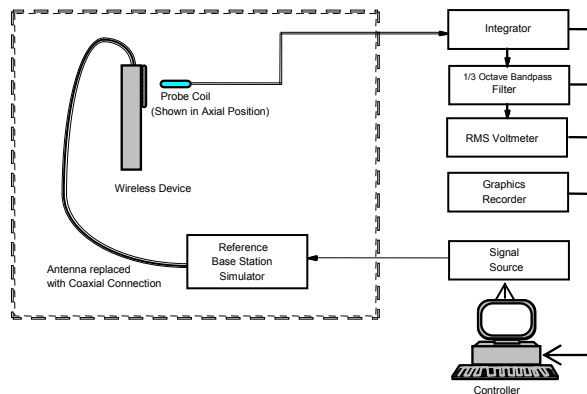 Integrator
1/3 Octave Bandpass
Filter
RMS Voltmeter
Graphics
Recorder
Signal
Source
Controller
Probe Coil
(Shown in Axial Position)
Wireless Device
Reference
Base Station
Simulator
Antenna replaced
with Coaxial Connection